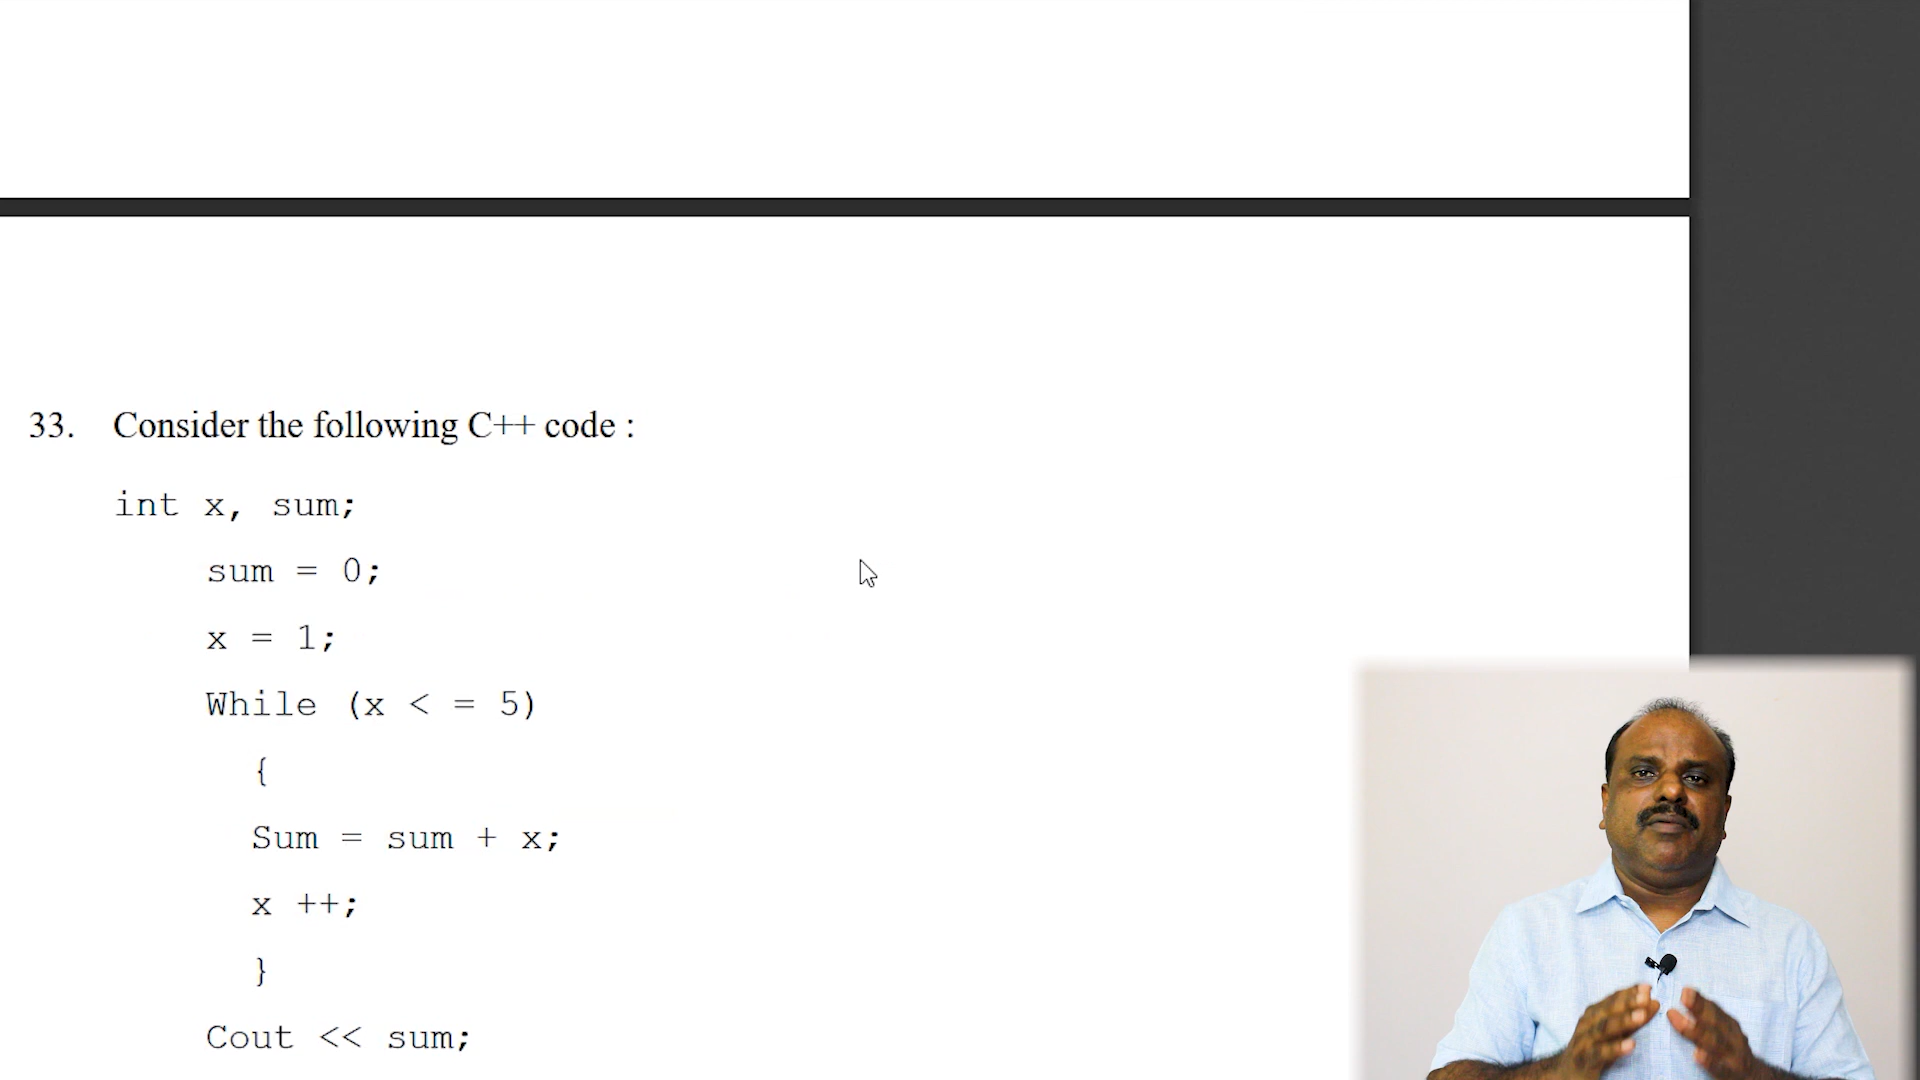 33. Consider the following C++ code :
int x, sum;
sum = 0;
x = 1;
While (x < = 5)
{
Sum = sum + x;
x ++;
}
Cout << sum;